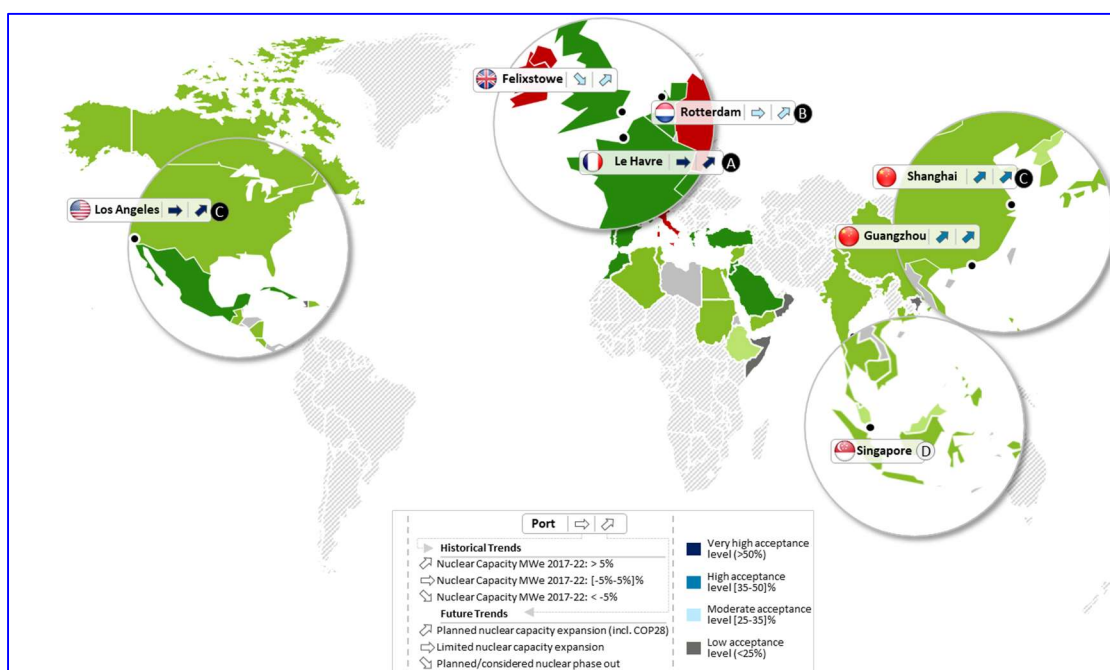 Felixstowe
Rotterdam B
Le Havre A
Los Angeles C
Shanghai C
Guangzhou
Singapore D
Port
Historical Trends
Nuclear Capacity MWe 2017-22: > 5%
Nuclear Capacity MWe 2017-22: [-5%-5%]%
Nuclear Capacity MWe 2017-22: < -5%
Future Trends
Planned nuclear capacity expansion (incl. COP28)
Limited nuclear capacity expansion
Planned/considered nuclear phase out
Very high acceptance
level (>50%)
High acceptance
level [35-50]%
Moderate acceptance
level [25-35]%
Low acceptance
level (<25%)